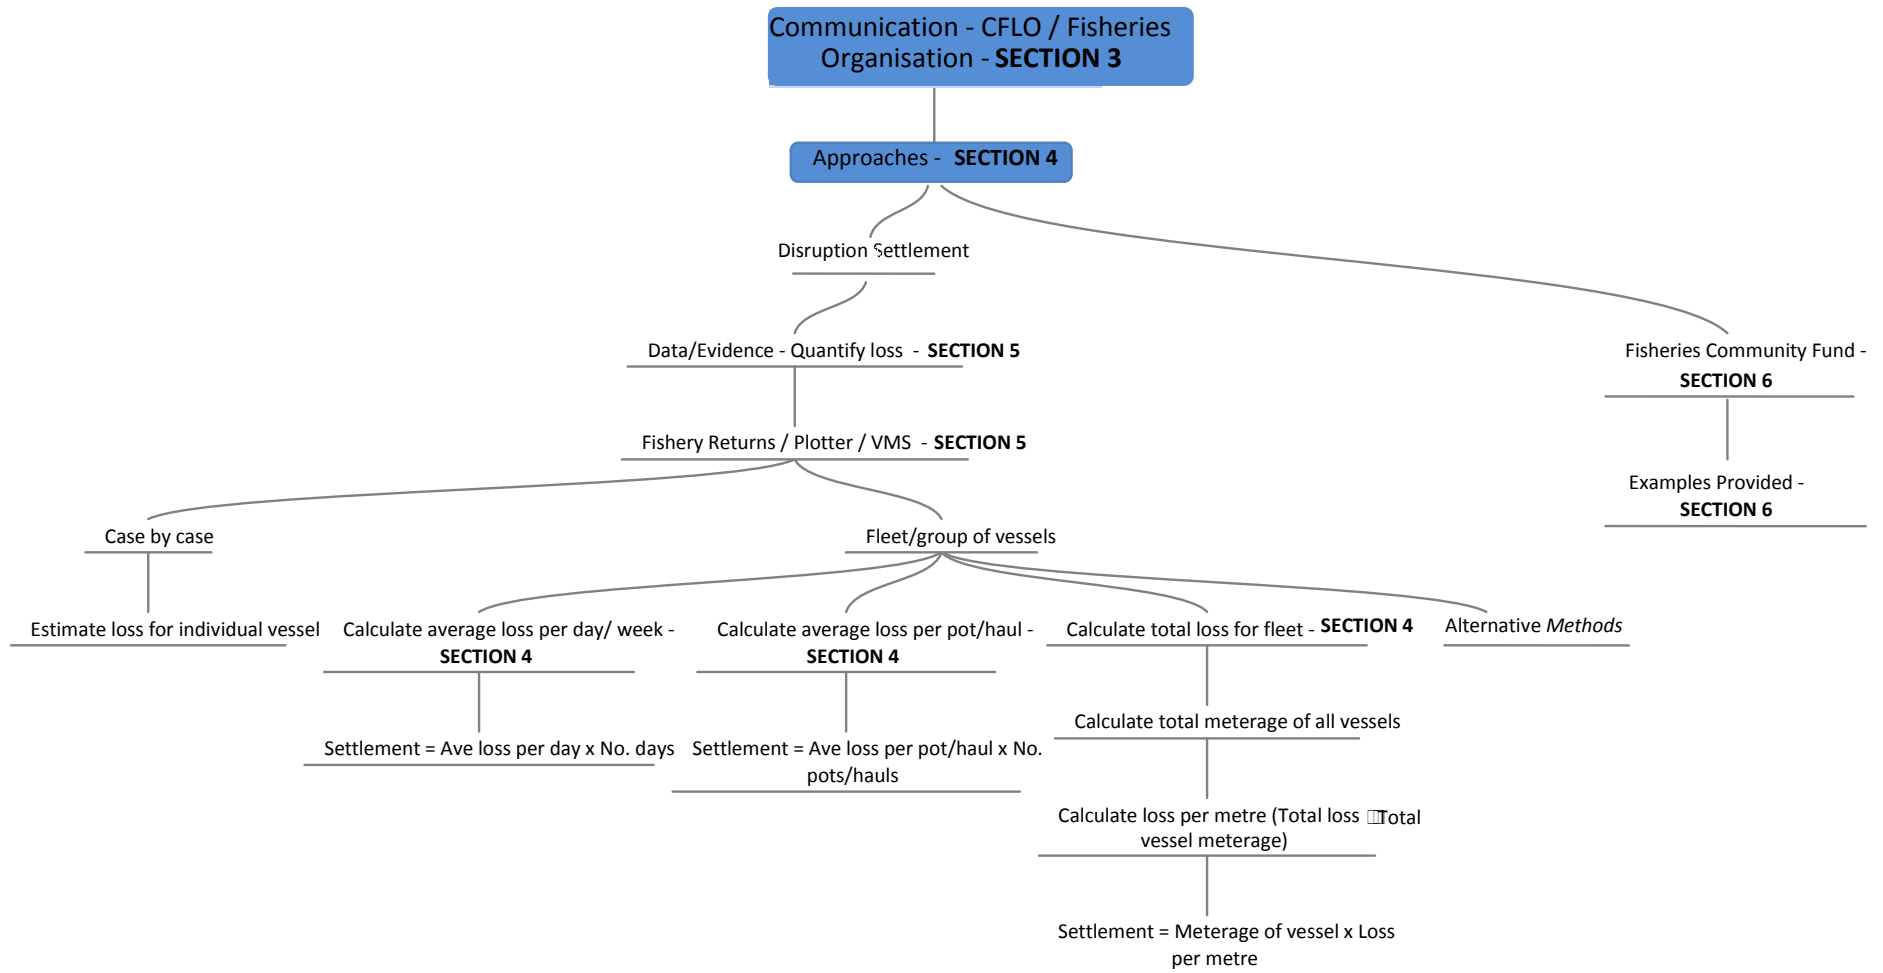 Communication - CFLO / Fisheries
Organisation - SECTION 3
Approaches - SECTION 4
Disruption Settlement
Data/Evidence - Quantify loss - SECTION 5
Fisheries Community Fund -
SECTION 6
Fishery Returns / Plotter / VMS - SECTION 5
Examples Provided -
SECTION 6
Case by case
Fleet/group of vessels
Estimate loss for individual vessel
Calculate average loss per day/ week -
SECTION 4
Calculate average loss per pot/haul -
SECTION 4
Calculate total loss for fleet - SECTION 4
Alternative Methods
Settlement = Ave loss per day x No. days
Settlement = Ave loss per pot/haul x No.
pots/hauls
Calculate total meterage of all vessels
Calculate loss per metre (Total loss Total
vessel meterage)
Settlement = Meterage of vessel x Loss
per metre